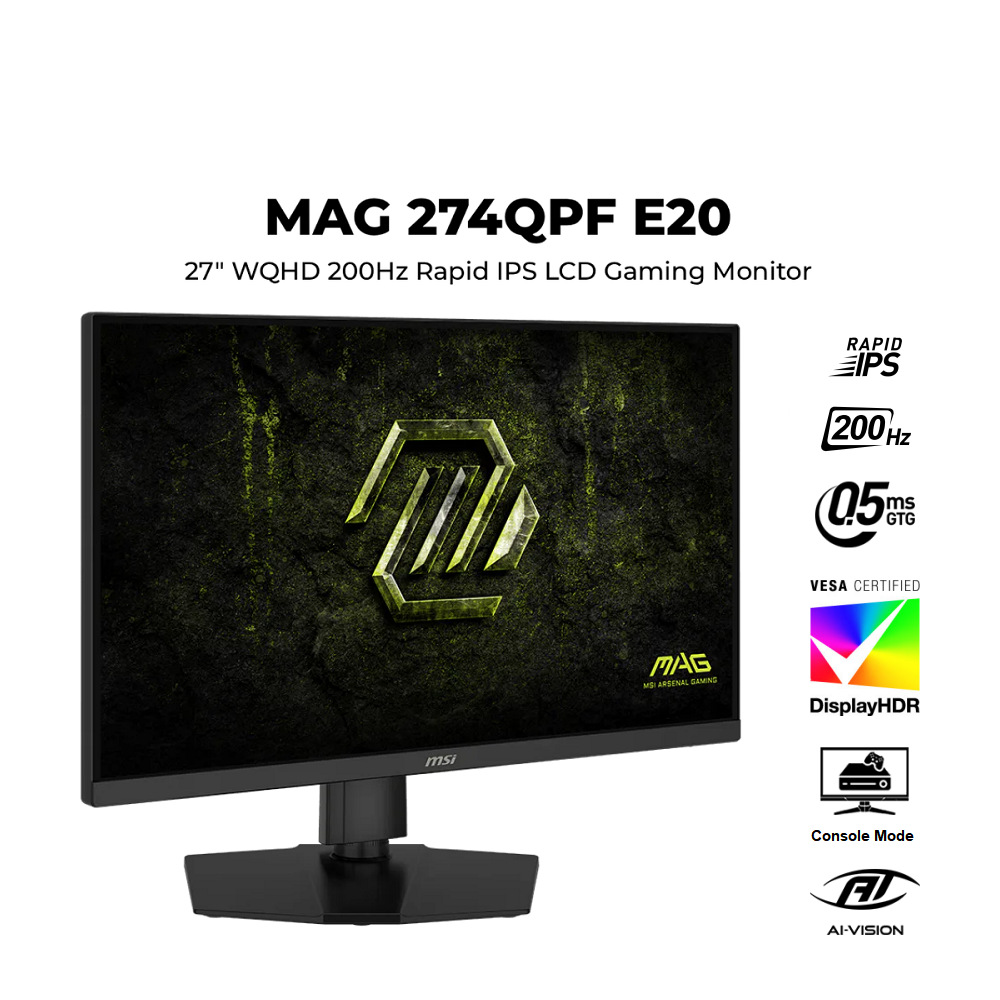 MAG 274QPF E20
27" WQHD 200Hz Rapid IPS LCD Gaming Monitor
RAPID
IPS
200Hz
0.5ms
GTG
VESA CERTIFIED
DisplayHDR
MAG
MSI ARSENAL GAMING
msi
Console Mode
AI
AI-VISION